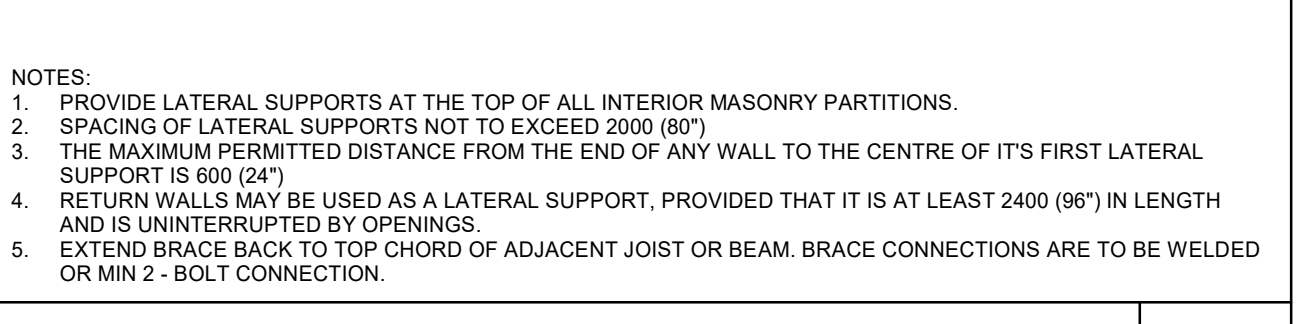 NOTES:
1. PROVIDE LATERAL SUPPORTS AT THE TOP OF ALL INTERIOR MASONRY PARTITIONS.
2. SPACING OF LATERAL SUPPORTS NOT TO EXCEED 2000 (80")
3. THE MAXIMUM PERMITTED DISTANCE FROM THE END OF ANY WALL TO THE CENTRE OF IT'S FIRST LATERAL
SUPPORT IS 600 (24")
4. RETURN WALLS MAY BE USED AS A LATERAL SUPPORT, PROVIDED THAT IT IS AT LEAST 2400 (96") IN LENGTH
AND IS UNINTERRUPTED BY OPENINGS.
5. EXTEND BRACE BACK TO TOP CHORD OF ADJACENT JOIST OR BEAM. BRACE CONNECTIONS ARE TO BE WELDED
OR MIN 2 - BOLT CONNECTION.